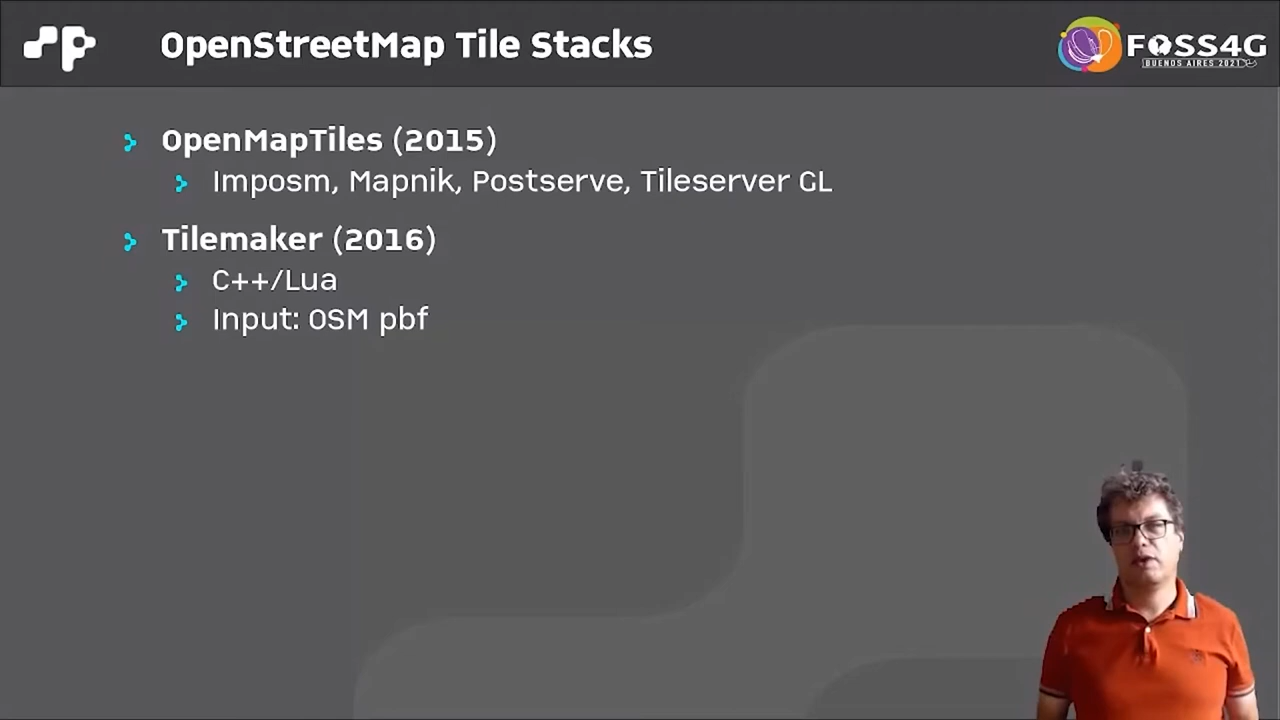 OpenStreetMap Tile Stacks
FOSS4G
BUENOS AIRES 2021
OpenMapTiles (2015)
Imposm, Mapnik, Postserve, Tileserver GL
Tilemaker (2016)
C++/Lua
Input: OSM pbf